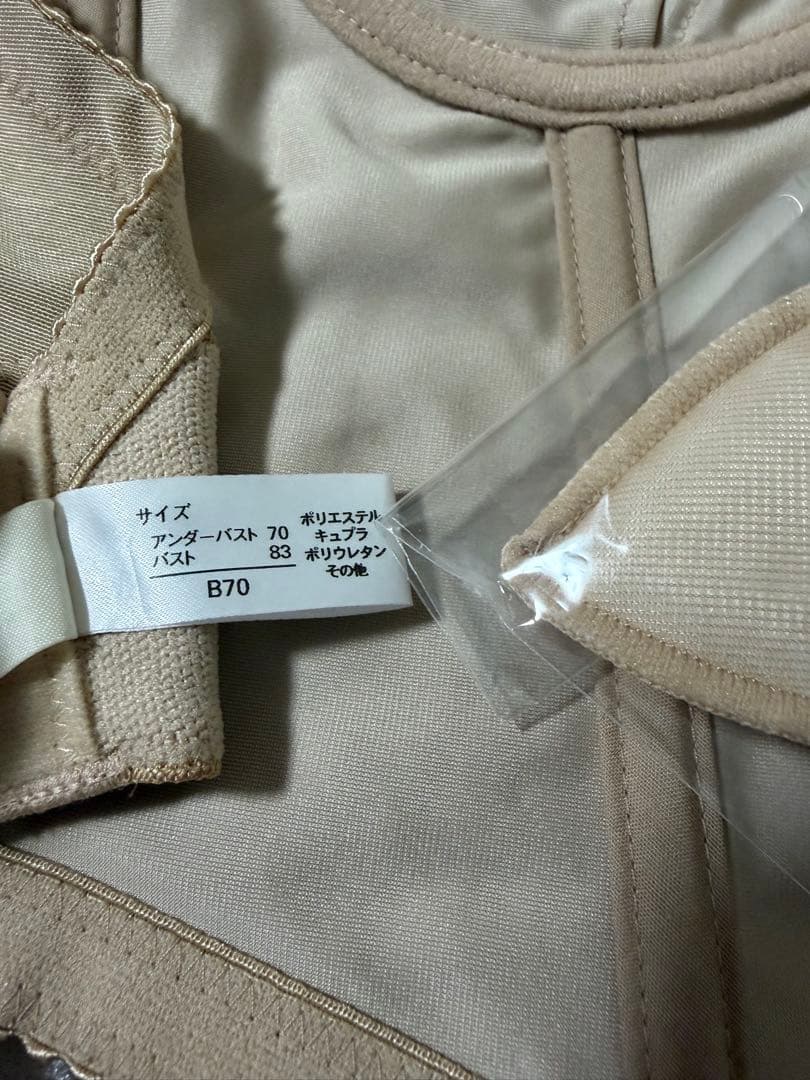 サイズ
アンダーバスト 70
バスト 83
B70
ポリエステル
キュプラ
ポリウレタン
その他